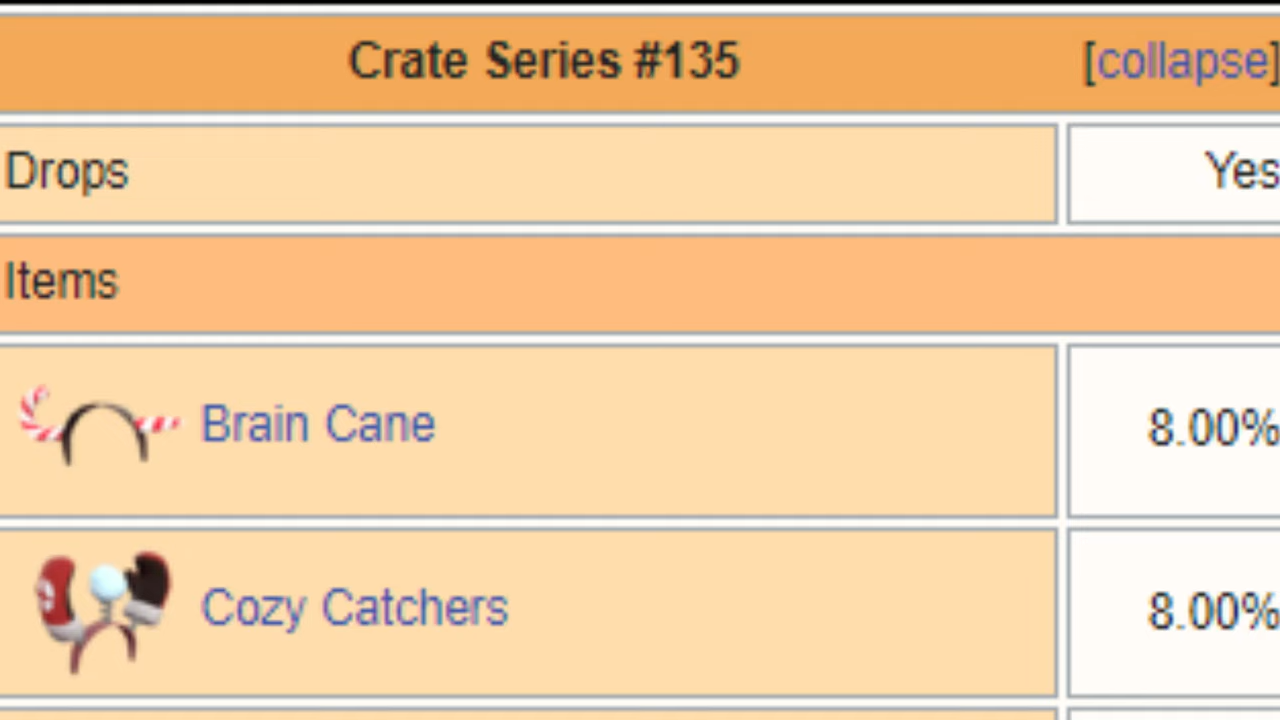 Crate Series #135 [collapse]
Drops Yes
Items
Brain Cane 8.00%
Cozy Catchers 8.00%